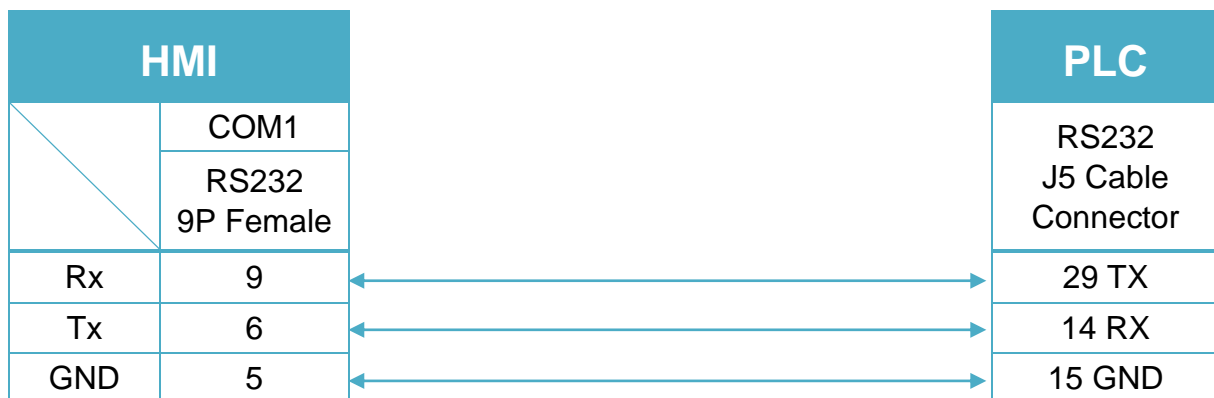 HMI
PLC
COM1
RS232
9P Female
RS232
J5 Cable
Connector
Rx 9 29 TX
Tx 6 14 RX
GND 5 15 GND